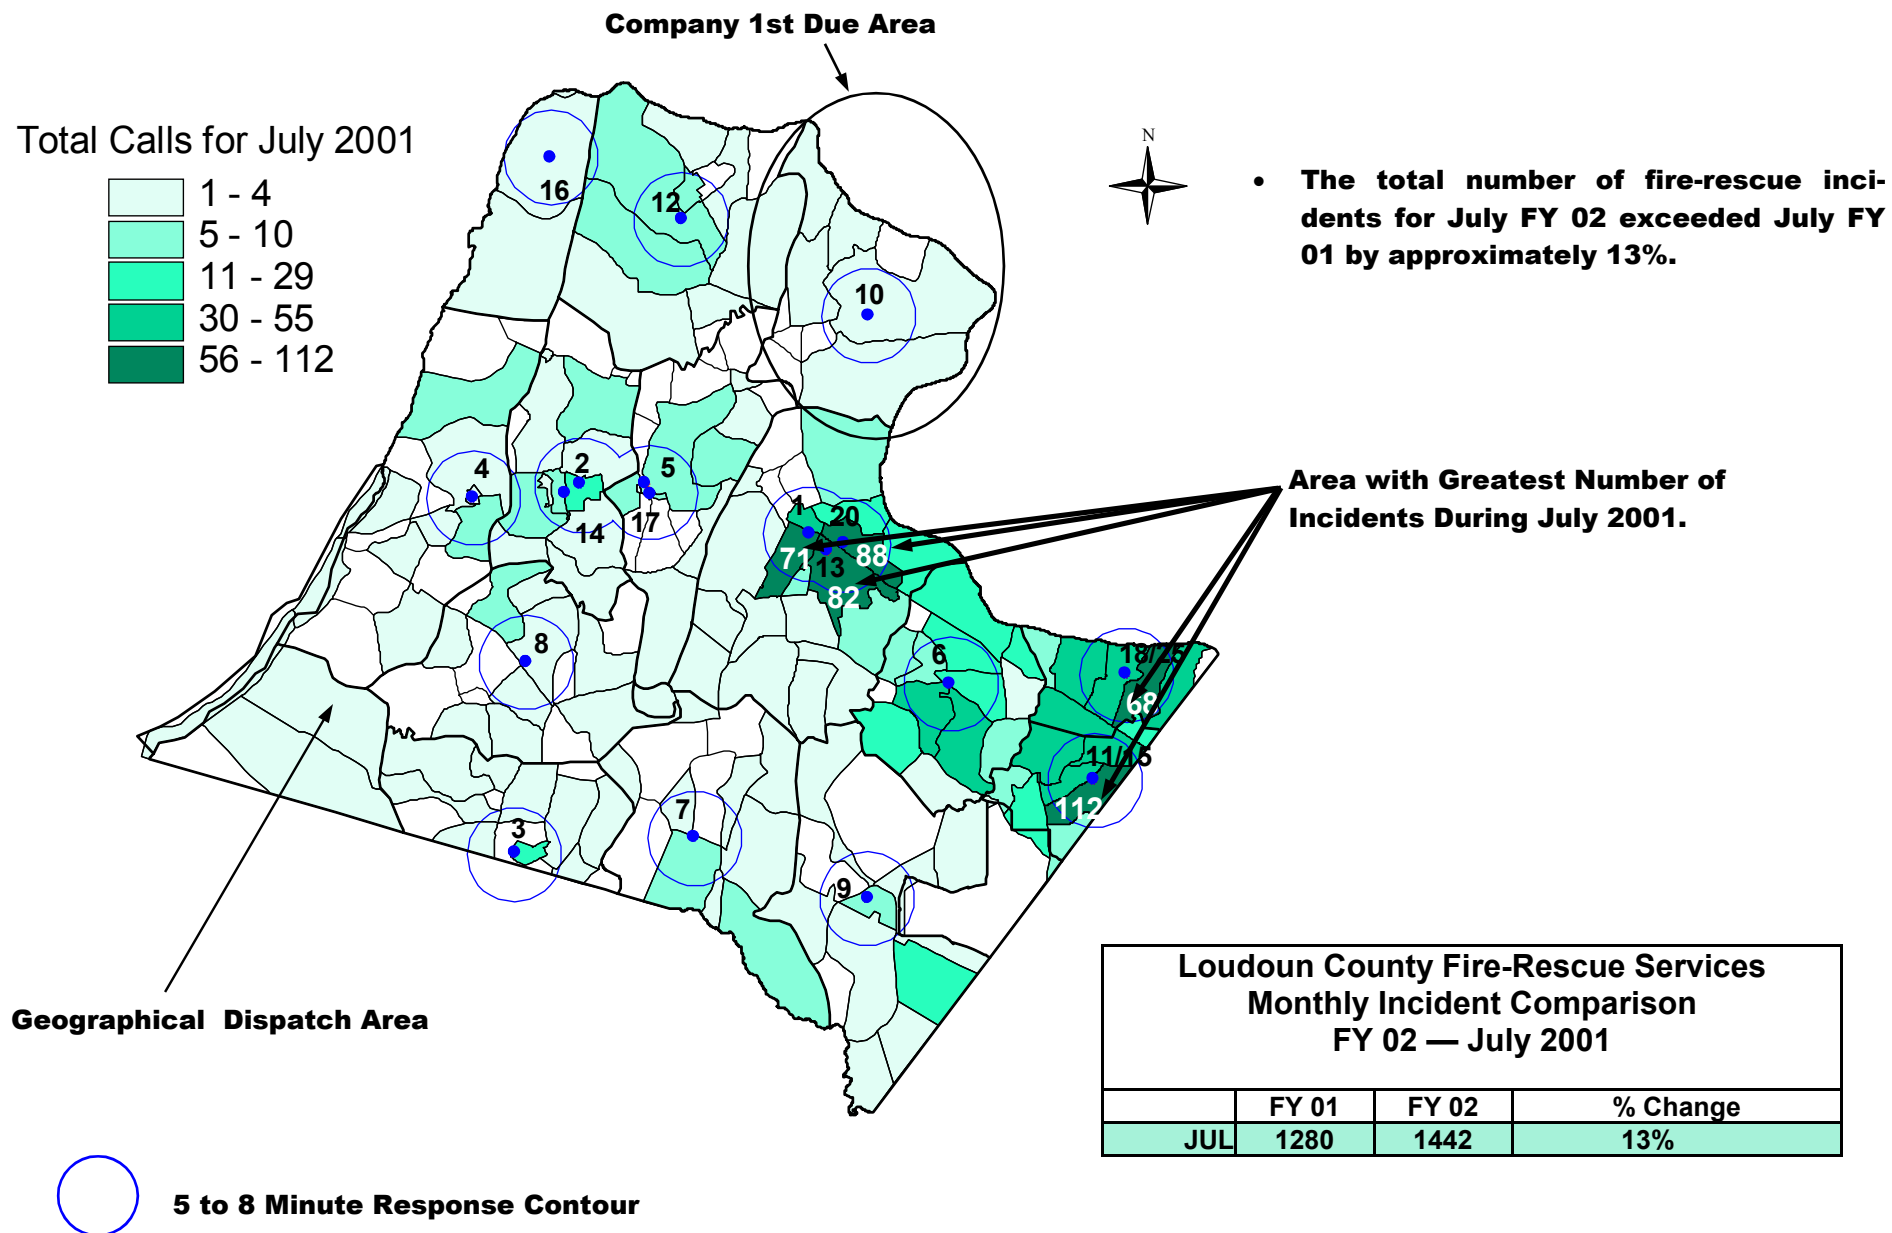 Company 1st Due Area
Total Calls for July 2001
1 - 4
5 - 10
11 - 29
30 - 55
56 - 112
N
• The total number of fire-rescue inci-
dents for July FY 02 exceeded July FY
01 by approximately 13%.
16
12
10
4
2
5
14
17
1
20
71
13
88
82
Area with Greatest Number of
Incidents During July 2001.
8
6
18/25
68
11/15
112
7
3
9
Geographical Dispatch Area
Loudoun County Fire-Rescue Services
Monthly Incident Comparison
FY 02 — July 2001
FY 01 FY 02 % Change
JUL 1280 1442 13%
5 to 8 Minute Response Contour